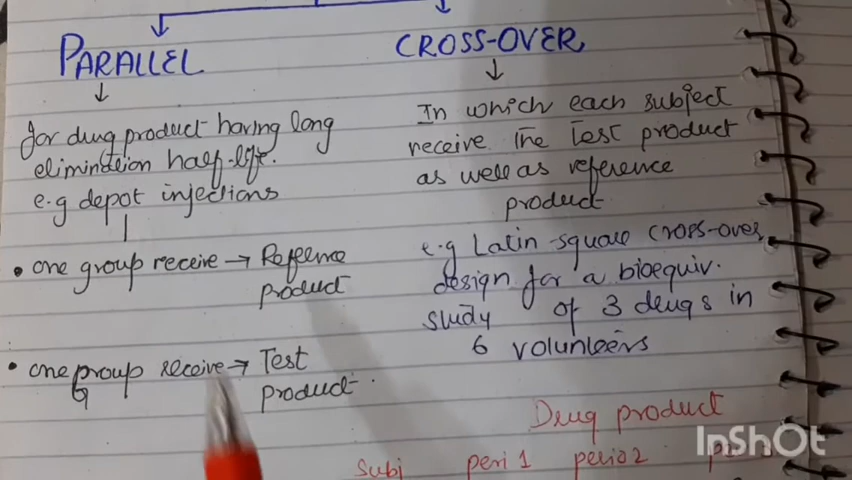 PARALLEL
for drug product having long
elimination half-life.
e.g depot injections
• one group receive → Reference
product
• one group receive → Test
product.
CROSS-OVER
In which each subject
receive the Test product
as well as reference
product
e.g Latin-square cross-over
design for a bioequiv.
study of 3 drugs in
6 volunteers
Drug product
Subj peri 1 perio 2
InShOt